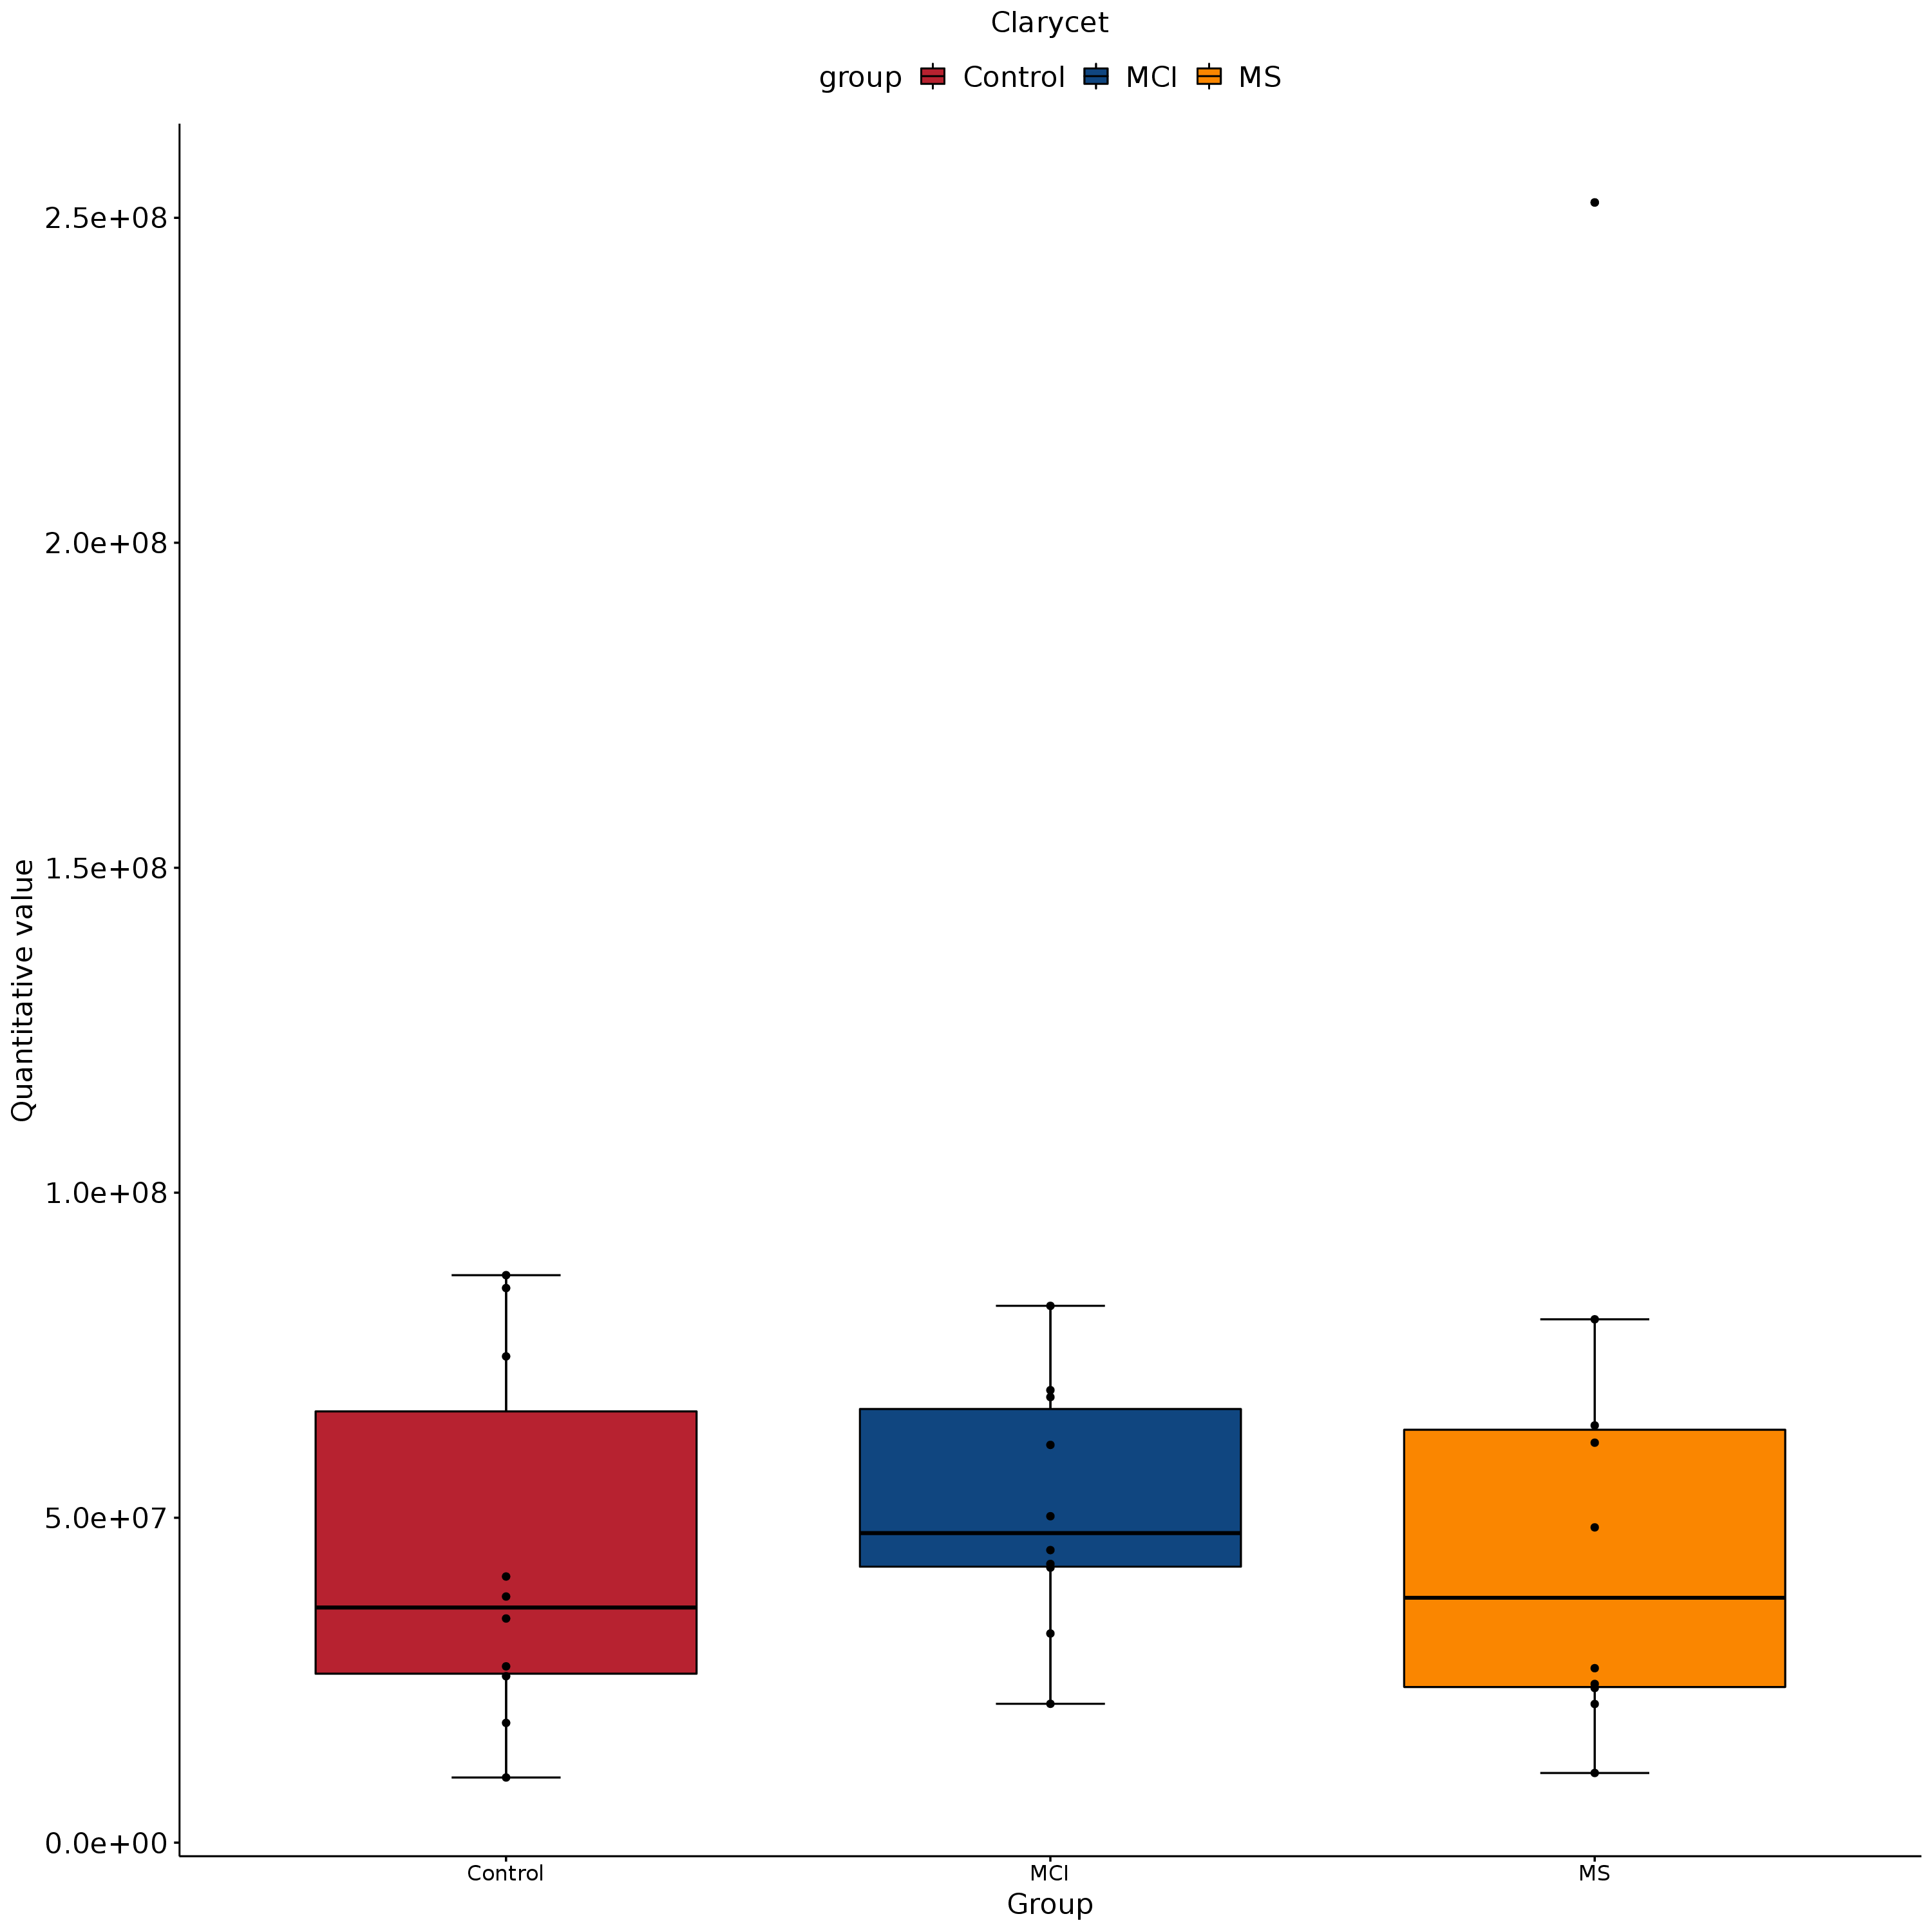 Clarycet
group Control MCI MS
2.5e+08
2.0e+08
1.5e+08
1.0e+08
5.0e+07
0.0e+00
Quantitative value
Control MCI MS
Group